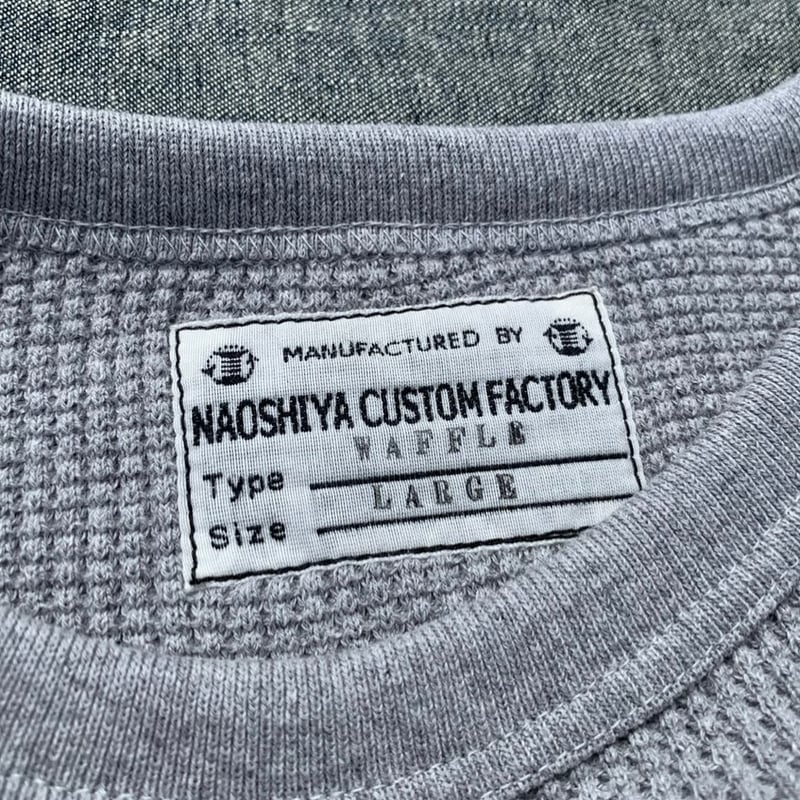 MANUFACTURED BY
NAOSHIYA CUSTOM FACTORY
Type WAFFLE
Size LARGE